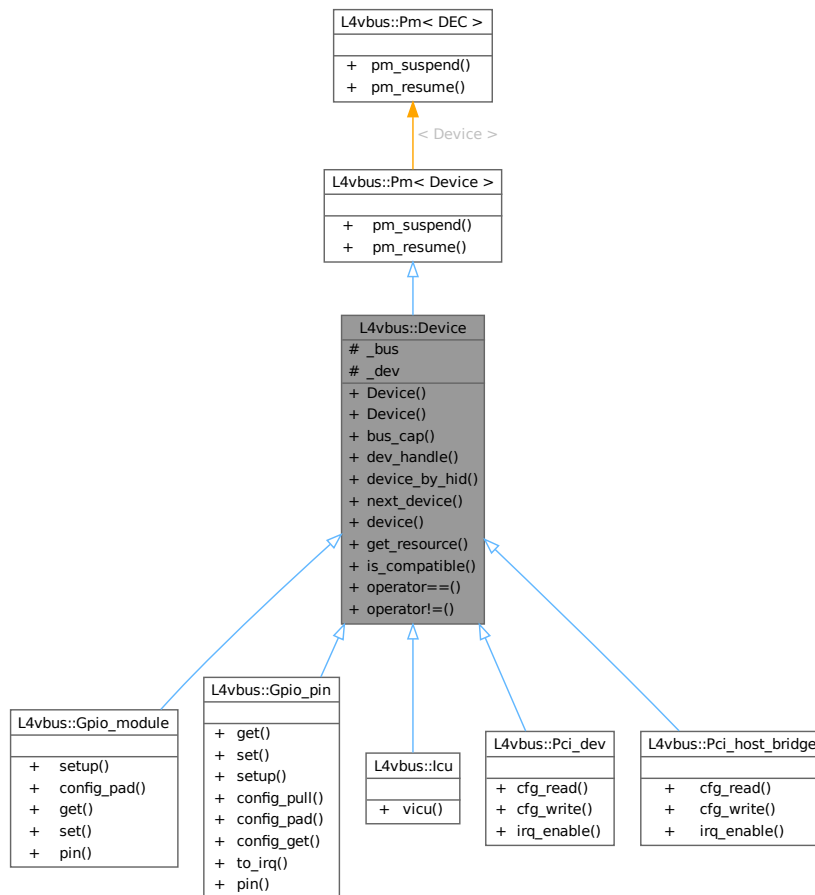 L4vbus::Pm< DEC >
+ pm_suspend()
+ pm_resume()
< Device >
L4vbus::Pm< Device >
+ pm_suspend()
+ pm_resume()
L4vbus::Device
# _bus
# _dev
+ Device()
+ Device()
+ bus_cap()
+ dev_handle()
+ device_by_hid()
+ next_device()
+ device()
+ get_resource()
+ is_compatible()
+ operator==()
+ operator!=()
L4vbus::Gpio_module
+ setup()
+ config_pad()
+ get()
+ set()
+ pin()
L4vbus::Gpio_pin
+ get()
+ set()
+ setup()
+ config_pull()
+ config_pad()
+ config_get()
+ to_irq()
+ pin()
L4vbus::Icu
+ vicu()
L4vbus::Pci_dev
+ cfg_read()
+ cfg_write()
+ irq_enable()
L4vbus::Pci_host_bridge
+ cfg_read()
+ cfg_write()
+ irq_enable()